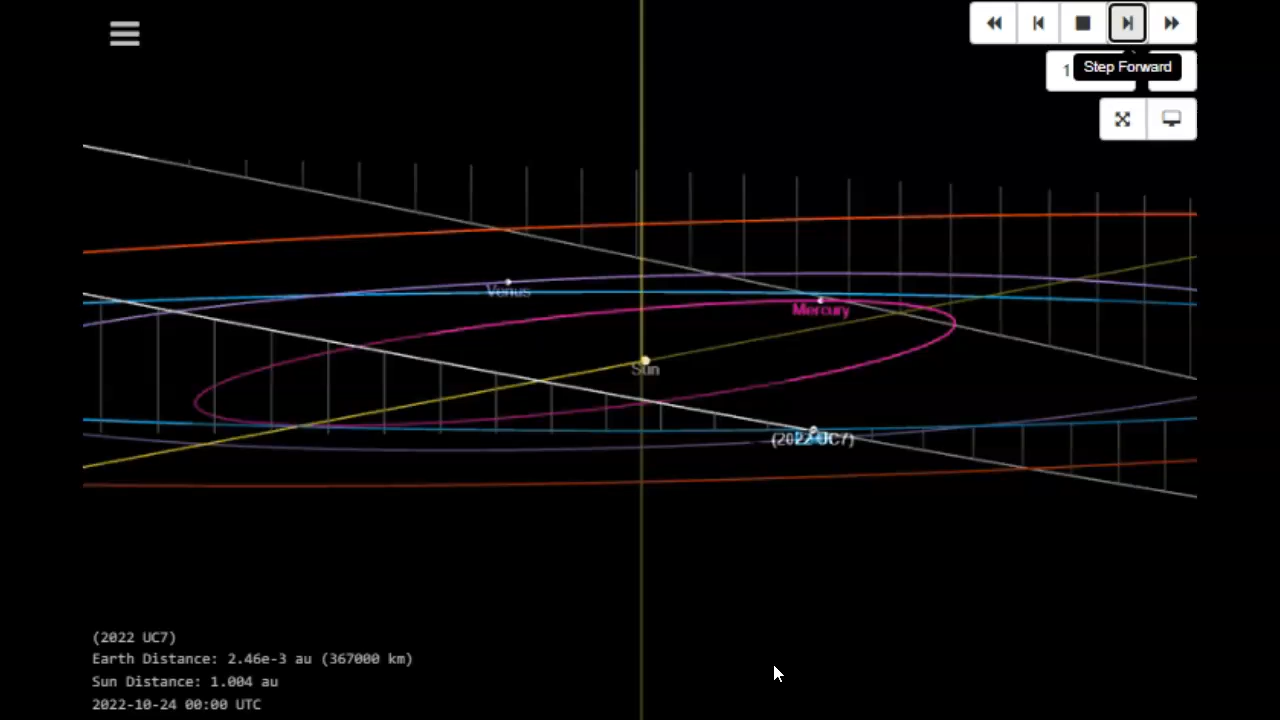 1
Step Forward
Venus
Mercury
Sun
(2022 UC7)
(2022 UC7)
Earth Distance: 2.46e-3 au (367000 km)
Sun Distance: 1.004 au
2022-10-24 00:00 UTC